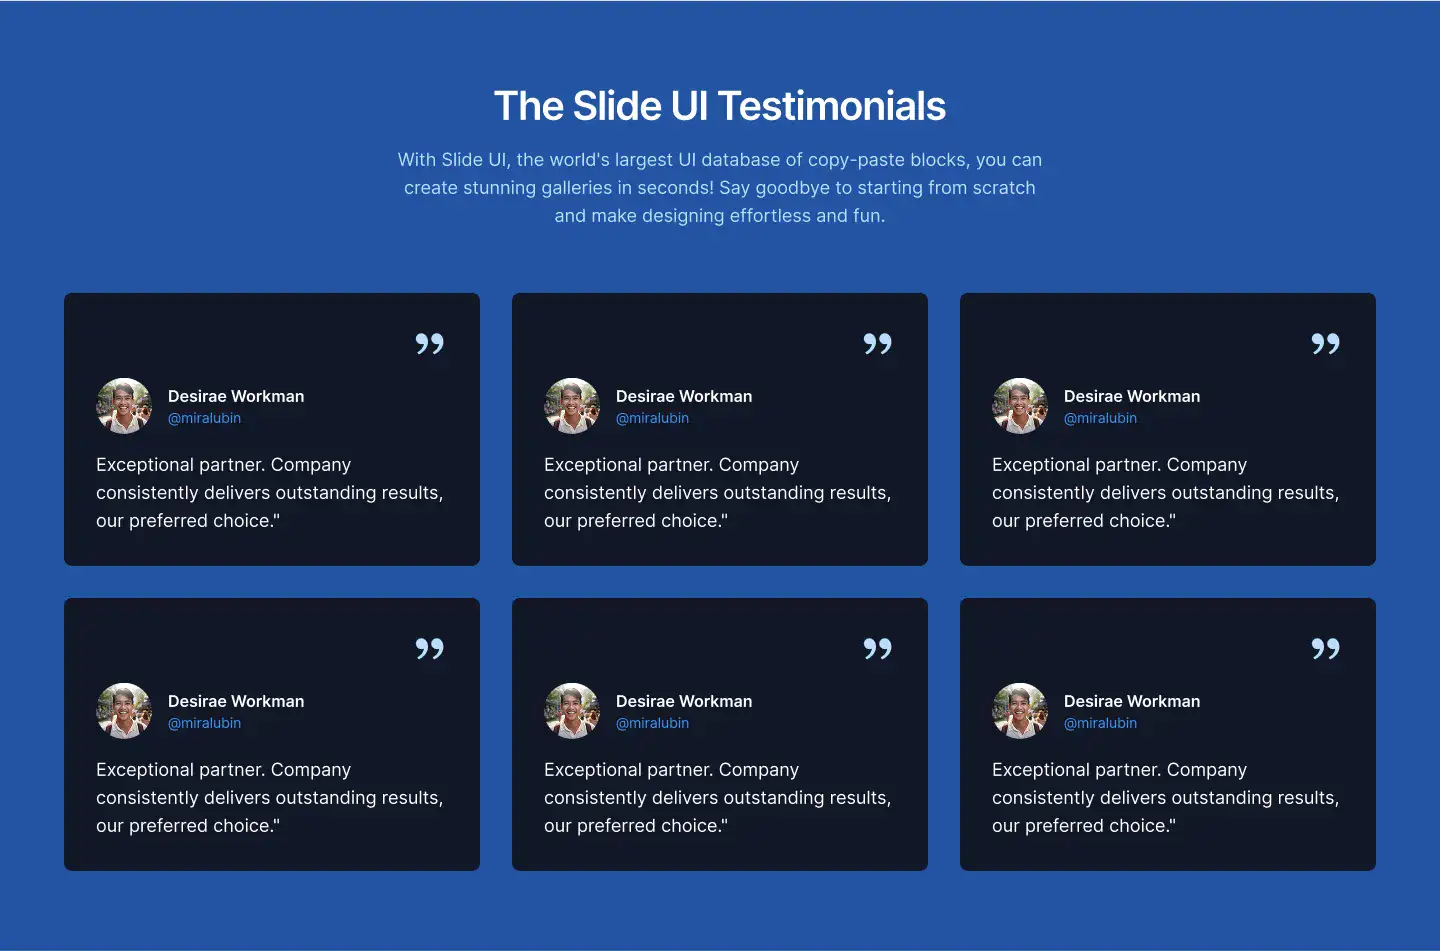 The Slide UI Testimonials
With Slide UI, the world's largest UI database of copy-paste blocks, you can
create stunning galleries in seconds! Say goodbye to starting from scratch
and make designing effortless and fun.
”
Desirae Workman
@miralubin
Exceptional partner. Company
consistently delivers outstanding results,
our preferred choice."
”
Desirae Workman
@miralubin
Exceptional partner. Company
consistently delivers outstanding results,
our preferred choice."
”
Desirae Workman
@miralubin
Exceptional partner. Company
consistently delivers outstanding results,
our preferred choice."
”
Desirae Workman
@miralubin
Exceptional partner. Company
consistently delivers outstanding results,
our preferred choice."
”
Desirae Workman
@miralubin
Exceptional partner. Company
consistently delivers outstanding results,
our preferred choice."
”
Desirae Workman
@miralubin
Exceptional partner. Company
consistently delivers outstanding results,
our preferred choice."